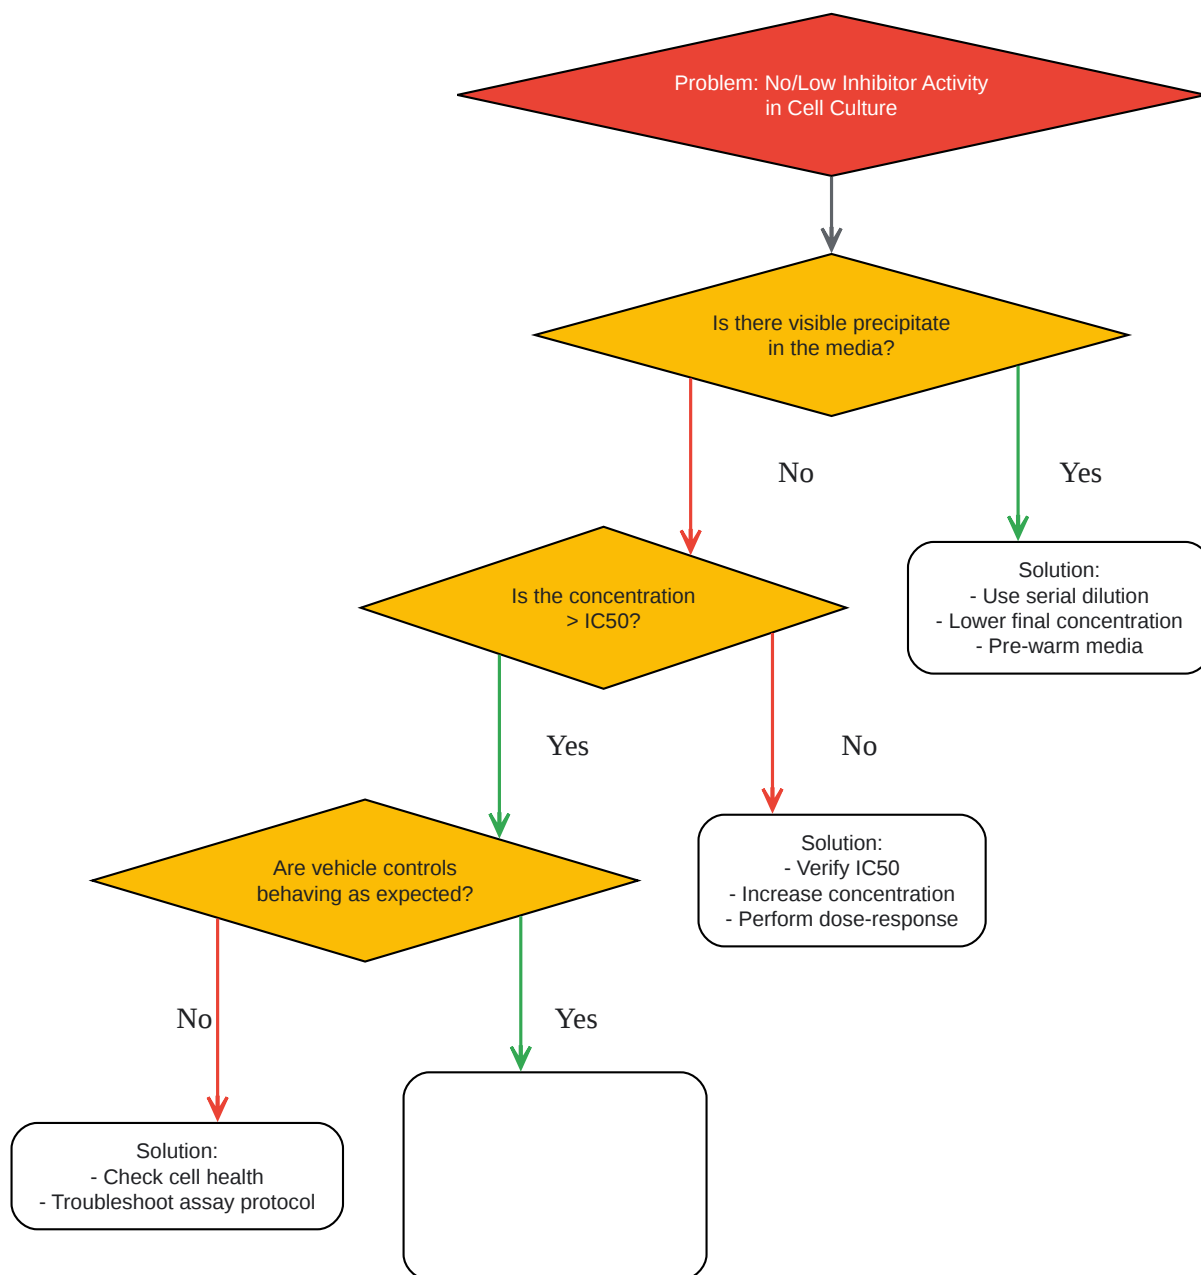 Problem: No/Low Inhibitor Activity
in Cell Culture
Is there visible precipitate
in the media?
No
Yes
Is the concentration
> IC50?
Solution:
- Use serial dilution
- Lower final concentration
- Pre-warm media
Yes
No
Are vehicle controls
behaving as expected?
Solution:
- Verify IC50
- Increase concentration
- Perform dose-response
No
Yes
Solution:
- Check cell health
- Troubleshoot assay protocol